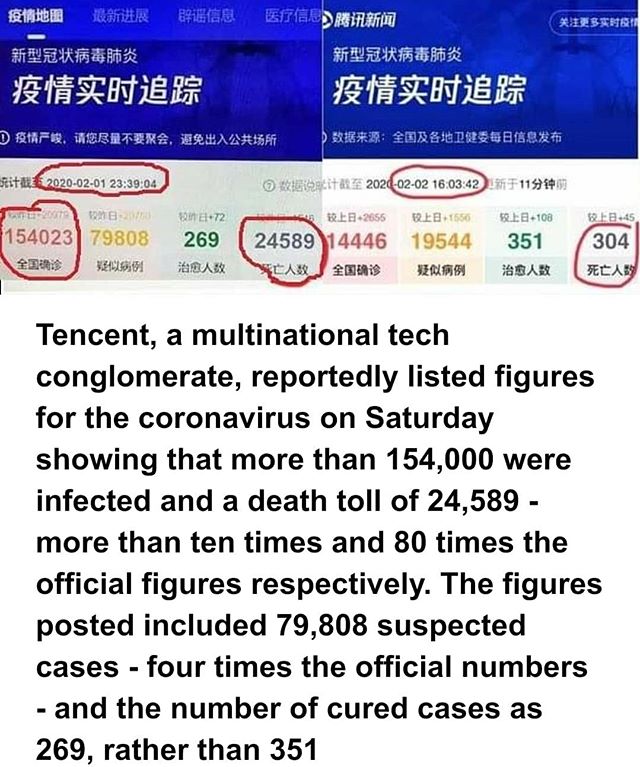 疫情地图 最新进展 辟谣信息 医疗信息
新型冠状病毒肺炎
疫情实时追踪
疫情严峻，请您尽量不要聚会，避免出入公共场所
统计截至 2020-02-01 23:39:04 数据说
较昨日+72
154023 79808 269 24589
全国确诊 疑似病例 治愈人数 死亡人数
腾讯新闻 关注更多实时疫情
新型冠状病毒肺炎
疫情实时追踪
数据来源：全国及各地卫健委每日信息发布
计截至 2020-02-02 16:03:42 更新于11分钟前
较上日+2655 较上日+1556 较上日+108 较上日+45
14446 19544 351 304
全国确诊 疑似病例 治愈人数 死亡人数
Tencent, a multinational tech
conglomerate, reportedly listed figures
for the coronavirus on Saturday
showing that more than 154,000 were
infected and a death toll of 24,589 -
more than ten times and 80 times the
official figures respectively. The figures
posted included 79,808 suspected
cases - four times the official numbers
- and the number of cured cases as
269, rather than 351